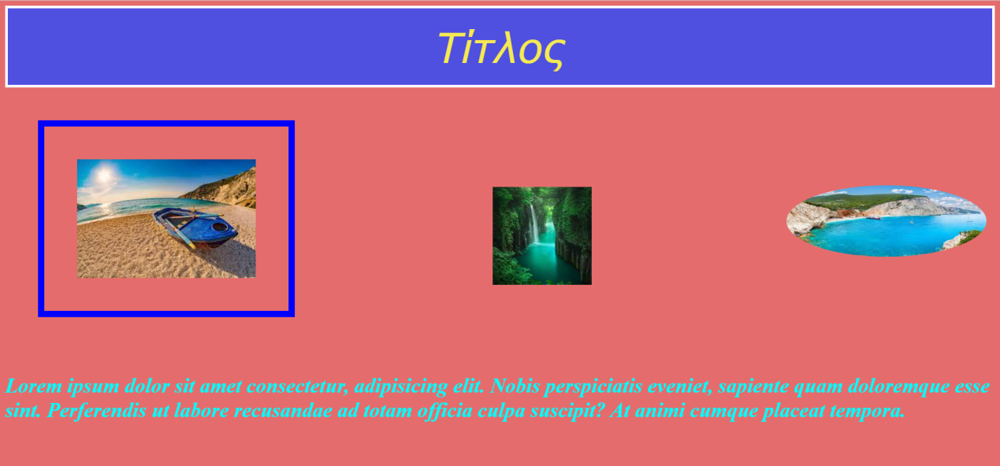 Τίτλος
Lorem ipsum dolor sit amet consectetur, adipisicing elit. Nobis perspiciatis eveniet, sapiente quam doloremque esse
sint. Perferendis ut labore recusandae ad totam officia culpa suscipit? At animi cumque placeat tempora.